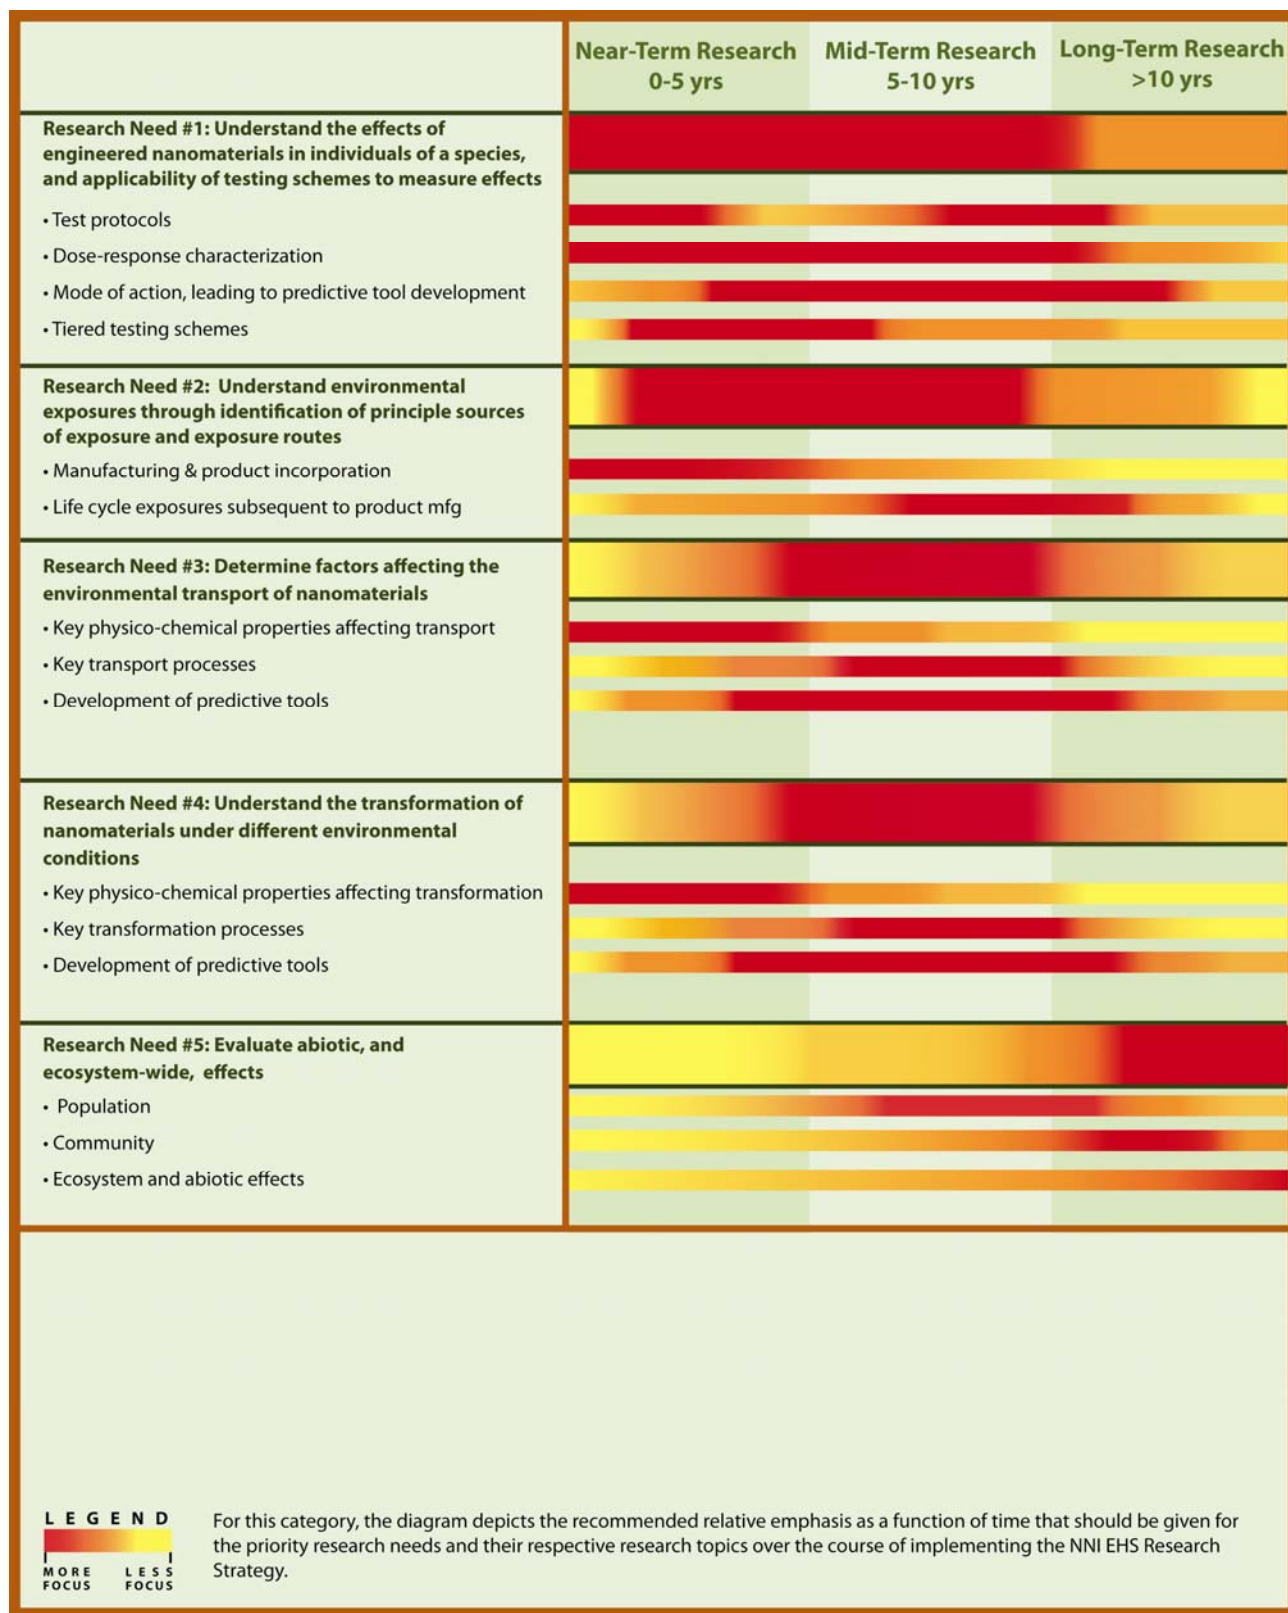 Near-Term Research
0-5 yrs
Mid-Term Research
5-10 yrs
Long-Term Research
>10 yrs
Research Need #1: Understand the effects of
engineered nanomaterials in individuals of a species,
and applicability of testing schemes to measure effects
• Test protocols
• Dose-response characterization
• Mode of action, leading to predictive tool development
• Tiered testing schemes
Research Need #2: Understand environmental
exposures through identification of principle sources
of exposure and exposure routes
• Manufacturing & product incorporation
• Life cycle exposures subsequent to product mfg
Research Need #3: Determine factors affecting the
environmental transport of nanomaterials
• Key physico-chemical properties affecting transport
• Key transport processes
• Development of predictive tools
Research Need #4: Understand the transformation of
nanomaterials under different environmental
conditions
• Key physico-chemical properties affecting transformation
• Key transformation processes
• Development of predictive tools
Research Need #5: Evaluate abiotic, and
ecosystem-wide, effects
• Population
• Community
• Ecosystem and abiotic effects
LEGEND
MORE
FOCUS
LESS
FOCUS
For this category, the diagram depicts the recommended relative emphasis as a function of time that should be given for
the priority research needs and their respective research topics over the course of implementing the NNI EHS Research
Strategy.